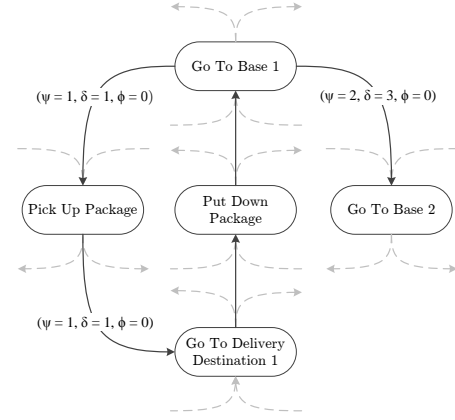 Go To Base 1
(ψ = 1, δ = 1, ϕ = 0)
(ψ = 2, δ = 3, ϕ = 0)
Pick Up Package
Put Down
Package
Go To Base 2
(ψ = 1, δ = 1, ϕ = 0)
Go To Delivery
Destination 1